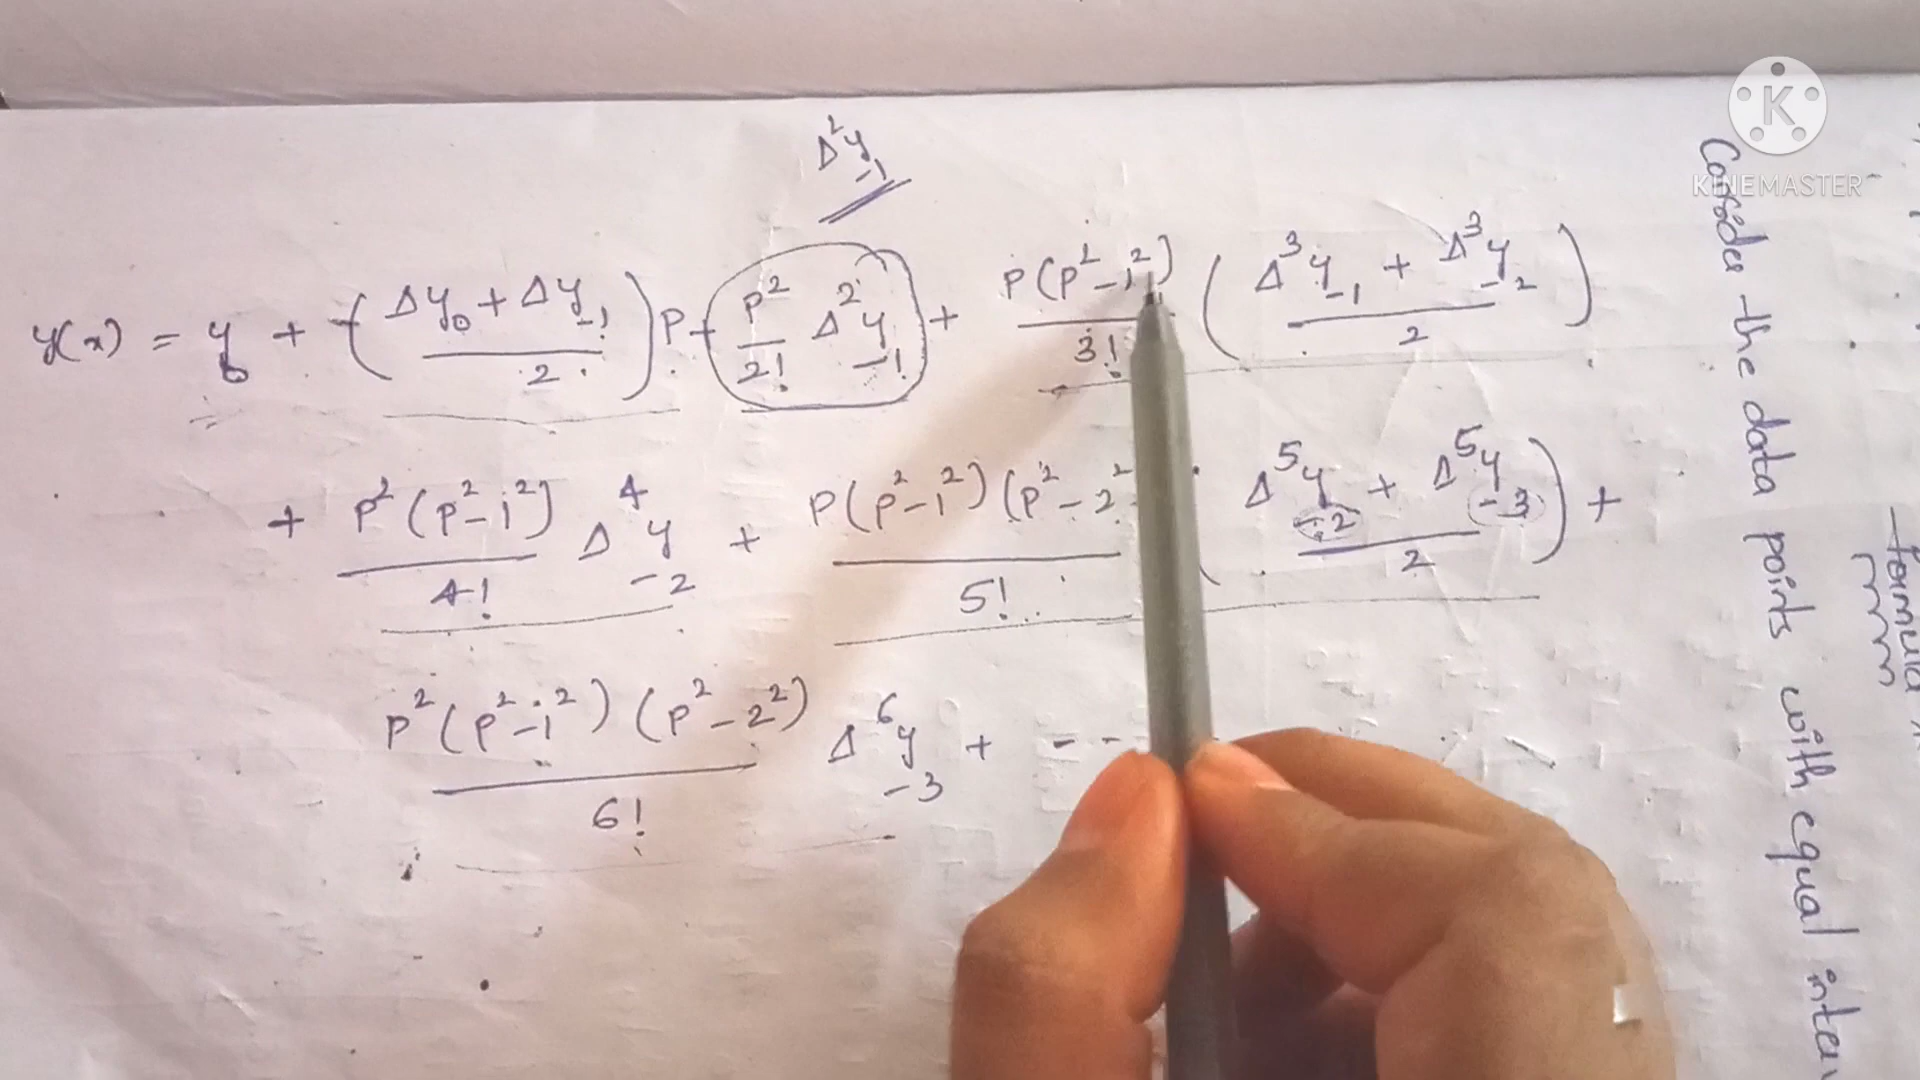 Δ²y₋₁
y(x) = y₀ + (Δy₀ + Δy₋₁ / 2) p + p²/2! Δ²y₋₁ + p(p²-1²)/3! (Δ³y₋₁ + Δ³y₋₂ / 2)
+ p²(p²-1²)/4! Δ⁴y₋₂ + p(p²-1²)(p²-2² /5! (Δ⁵y₋₂ + Δ⁵y₋₃ / 2) +
p²(p²-1²)(p²-2²)/6! Δ⁶y₋₃ + ---
the data points with equal
formula
K
KINEMASTER